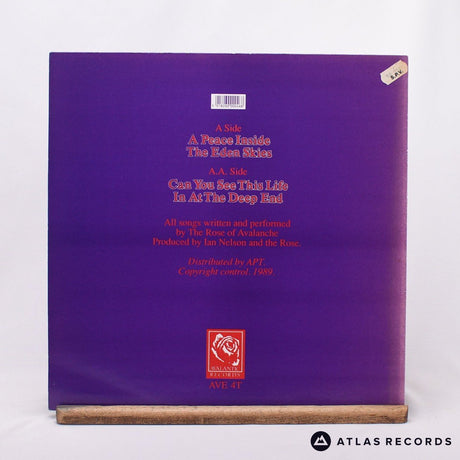 S.P.V.
A Side
A Peace Inside
The Eden Skies
A.A. Side
Can You See This Life
In At The Deep End
All songs written and performed
by The Rose of Avalanche
Produced by Ian Nelson and the Rose.
Distributed by APT.
Copyright control. 1989.
AVALANTIC
RECORDS
AVE 4T
ATLAS RECORDS